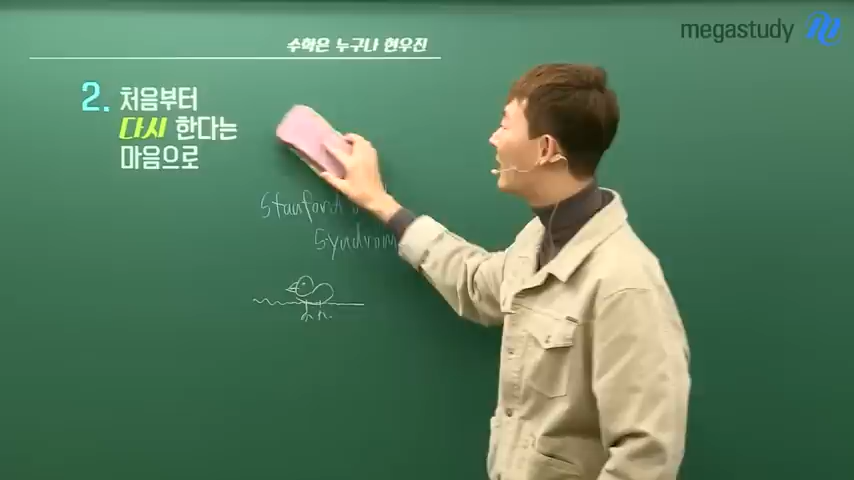 수학은 누구나 현우진
megastudy
2. 처음부터
다시 한다는
마음으로
Stanford
Syndrom